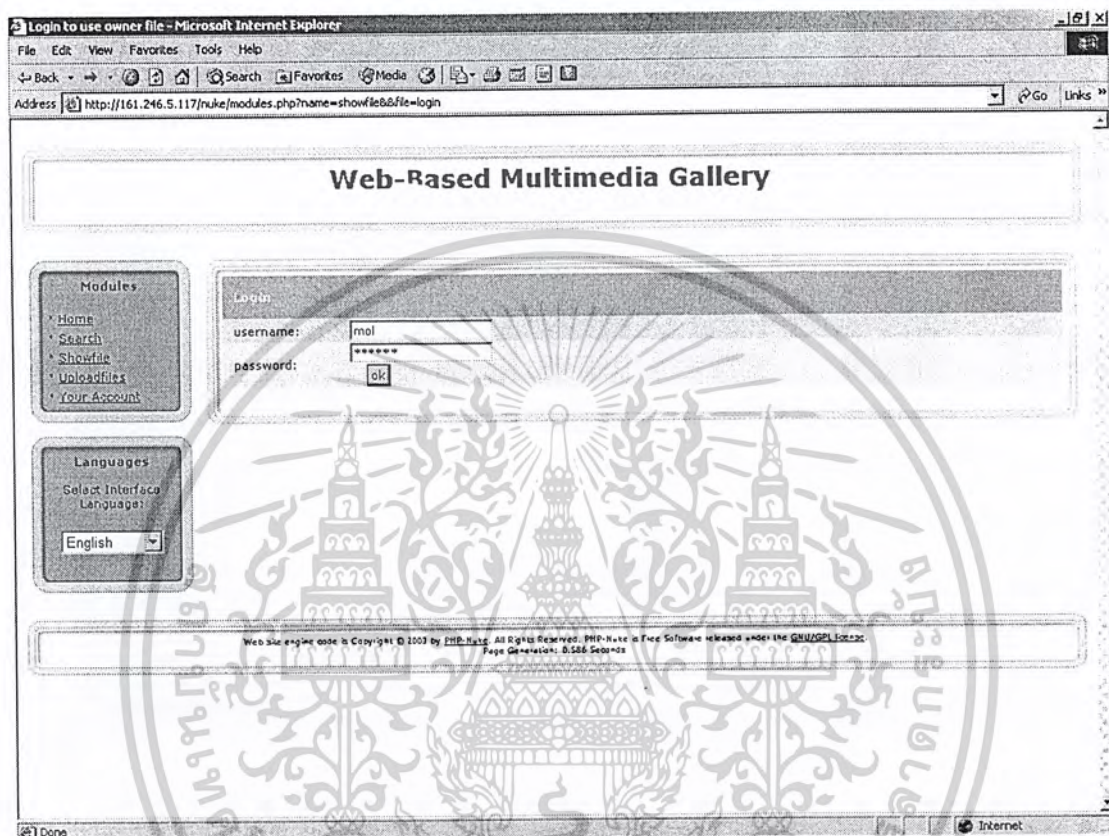 Login to use owner file - Microsoft Internet Explorer
File Edit View Favorites Tools Help
Back Search Favorites Media
Address http://161.246.5.117/nuke/modules.php?name=showfile&&file=login Go Links »
Web-Based Multimedia Gallery
Modules
Home
Search
Showfile
Uploadfiles
Your Account
Login
username: mol
password: ******
ok
Languages
Select Interface
Language:
English
Web site engine code is Copyright © 2003 by PHP-Nuke. All Rights Reserved. PHP-Nuke is Free Software released under the GNU/GPL license.
Page Generation: 0.586 Seconds
Done Internet